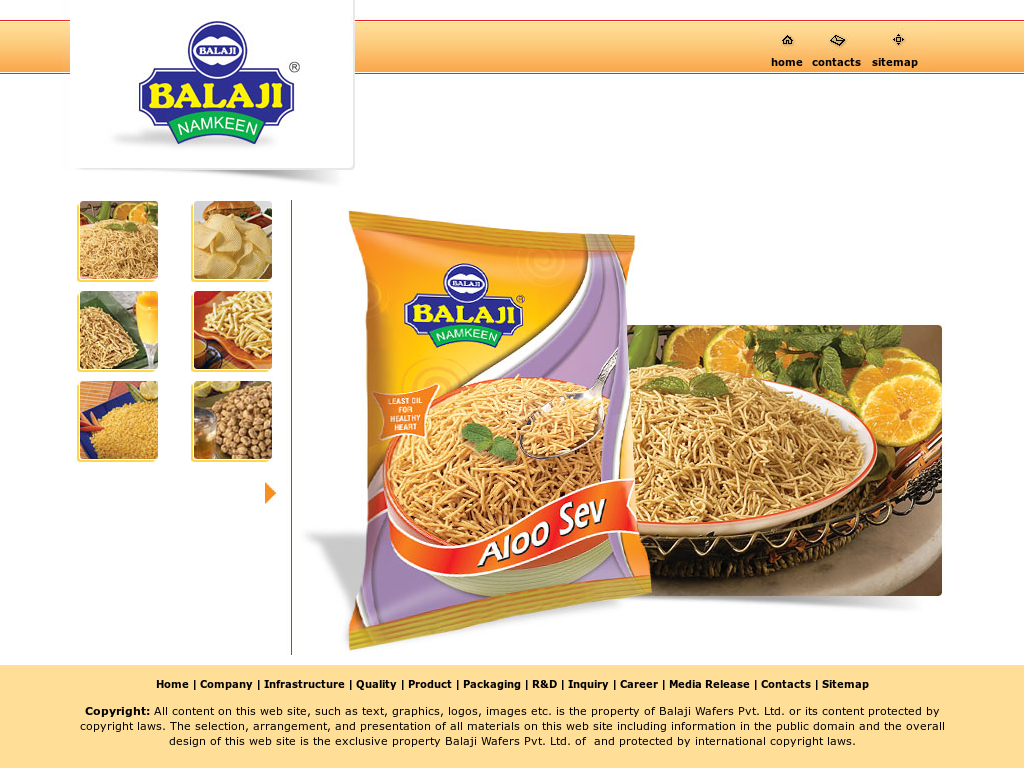 BALAJI
BALAJI
®
NAMKEEN
home contacts sitemap
BALAJI
BALAJI
®
NAMKEEN
LEAST OIL
FOR
HEALTHY
HEART
Aloo Sev
Home | Company | Infrastructure | Quality | Product | Packaging | R&D | Inquiry | Career | Media Release | Contacts | Sitemap
Copyright: All content on this web site, such as text, graphics, logos, images etc. is the property of Balaji Wafers Pvt. Ltd. or its content protected by
copyright laws. The selection, arrangement, and presentation of all materials on this web site including information in the public domain and the overall
design of this web site is the exclusive property Balaji Wafers Pvt. Ltd. of  and protected by international copyright laws.